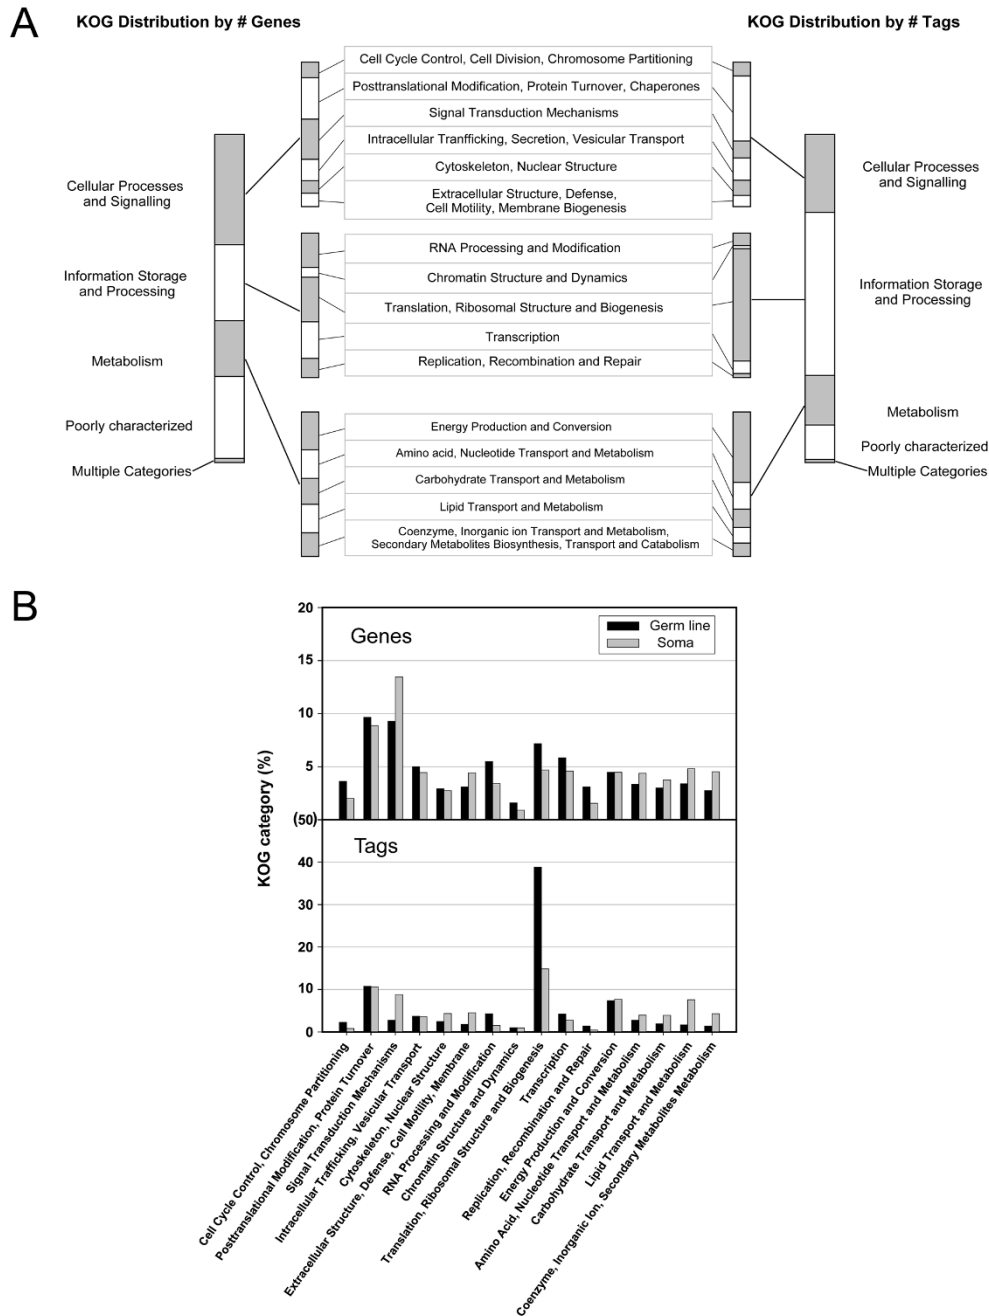 A
KOG Distribution by # Genes
KOG Distribution by # Tags
Cell Cycle Control, Cell Division, Chromosome Partitioning
Posttranslational Modification, Protein Turnover, Chaperones
Signal Transduction Mechanisms
Intracellular Tranfficking, Secretion, Vesicular Transport
Cytoskeleton, Nuclear Structure
Extracellular Structure, Defense,
Cell Motility, Membrane Biogenesis
RNA Processing and Modification
Chromatin Structure and Dynamics
Translation, Ribosomal Structure and Biogenesis
Transcription
Replication, Recombination and Repair
Energy Production and Conversion
Amino acid, Nucleotide Transport and Metabolism
Carbohydrate Transport and Metabolism
Lipid Transport and Metabolism
Coenzyme, Inorganic ion Transport and Metabolism,
Secondary Metabolites Biosynthesis, Transport and Catabolism
Cellular Processes
and Signalling
Information Storage
and Processing
Metabolism
Poorly characterized
Multiple Categories
Cellular Processes
and Signalling
Information Storage
and Processing
Metabolism
Poorly characterized
Multiple Categories
B
Genes
Germ line
Soma
20
15
10
5
(50)
Tags
40
30
20
10
0
KOG category (%)
Cell Cycle Control, Chromosome Partitioning
Posttranslational Modification, Protein Turnover
Signal Transduction Mechanisms
Intracellular Trafficking, Vesicular Transport
Cytoskeleton, Nuclear Structure
Extracellular Structure, Defense, Cell Motility, Membrane
RNA Processing and Modification
Chromatin Structure and Dynamics
Translation, Ribosomal Structure and Biogenesis
Transcription
Replication, Recombination and Repair
Energy Production and Conversion
Amino Acid, Nucleotide Transport and Metabolism
Carbohydrate Transport and Metabolism
Lipid Transport and Metabolism
Coenzyme, Inorganic Ion, Secondary Metabolites Metabolism